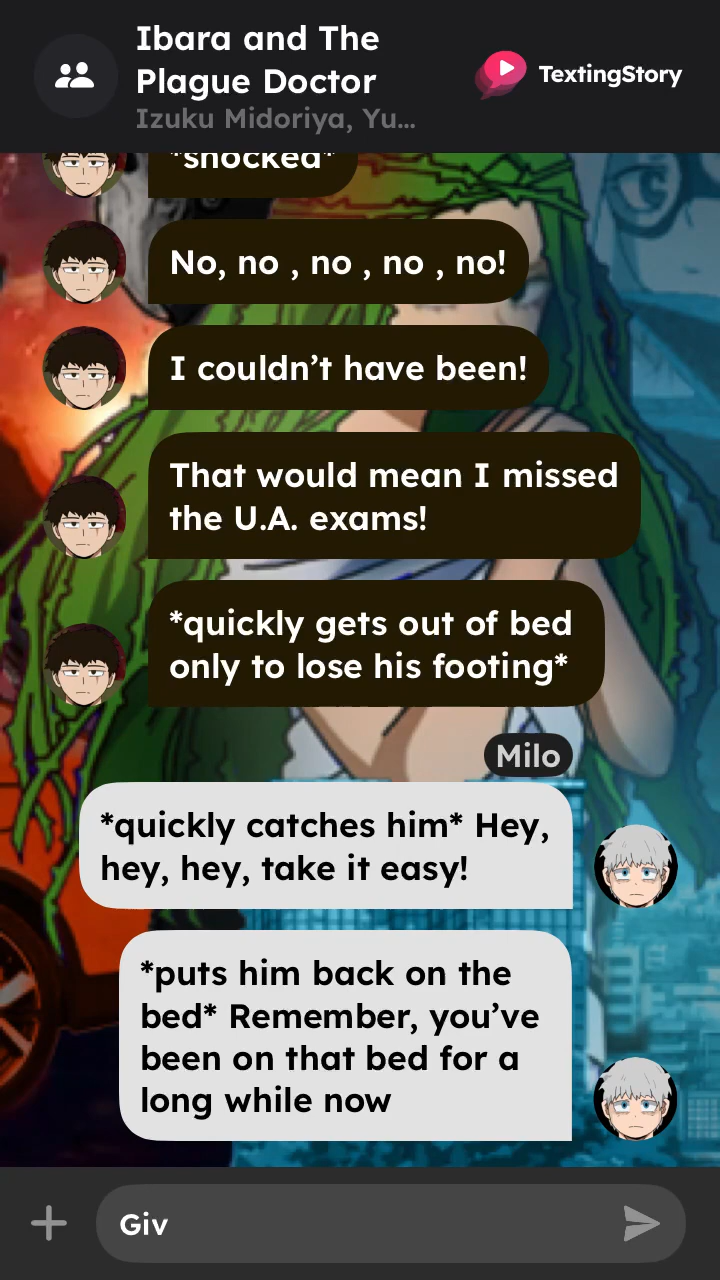 Ibara and The
Plague Doctor
Izuku Midoriya, Yu...
TextingStory
*shocked*
No, no , no , no , no!
I couldn't have been!
That would mean I missed
the U.A. exams!
*quickly gets out of bed
only to lose his footing*
Milo
*quickly catches him* Hey,
hey, hey, take it easy!
*puts him back on the
bed* Remember, you've
been on that bed for a
long while now
Giv